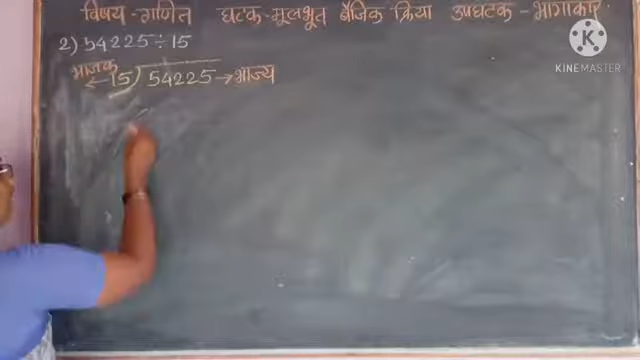 विषय - गणित घटक - मूलभूत बैजिक क्रिया उपघटक - भागाकार
2) 54225 ÷ 15
भाजक ← 15) 54225 → भाज्य
KINEMASTER